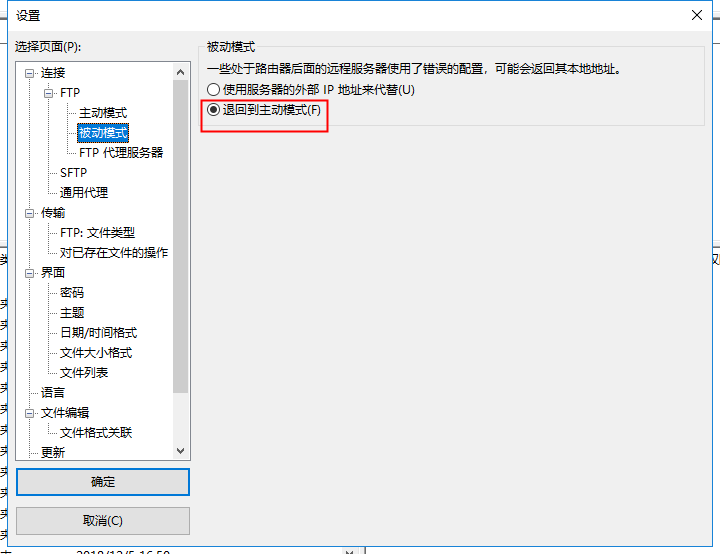 设置
选择页面(P):
连接
FTP
主动模式
被动模式
FTP 代理服务器
SFTP
通用代理
传输
FTP: 文件类型
对已存在文件的操作
界面
密码
主题
日期/时间格式
文件大小格式
文件列表
语言
文件编辑
文件格式关联
更新
确定
取消(C)
被动模式
一些处于路由器后面的远程服务器使用了错误的配置，可能会返回其本地地址。
使用服务器的外部 IP 地址来代替(U)
退回到主动模式(F)